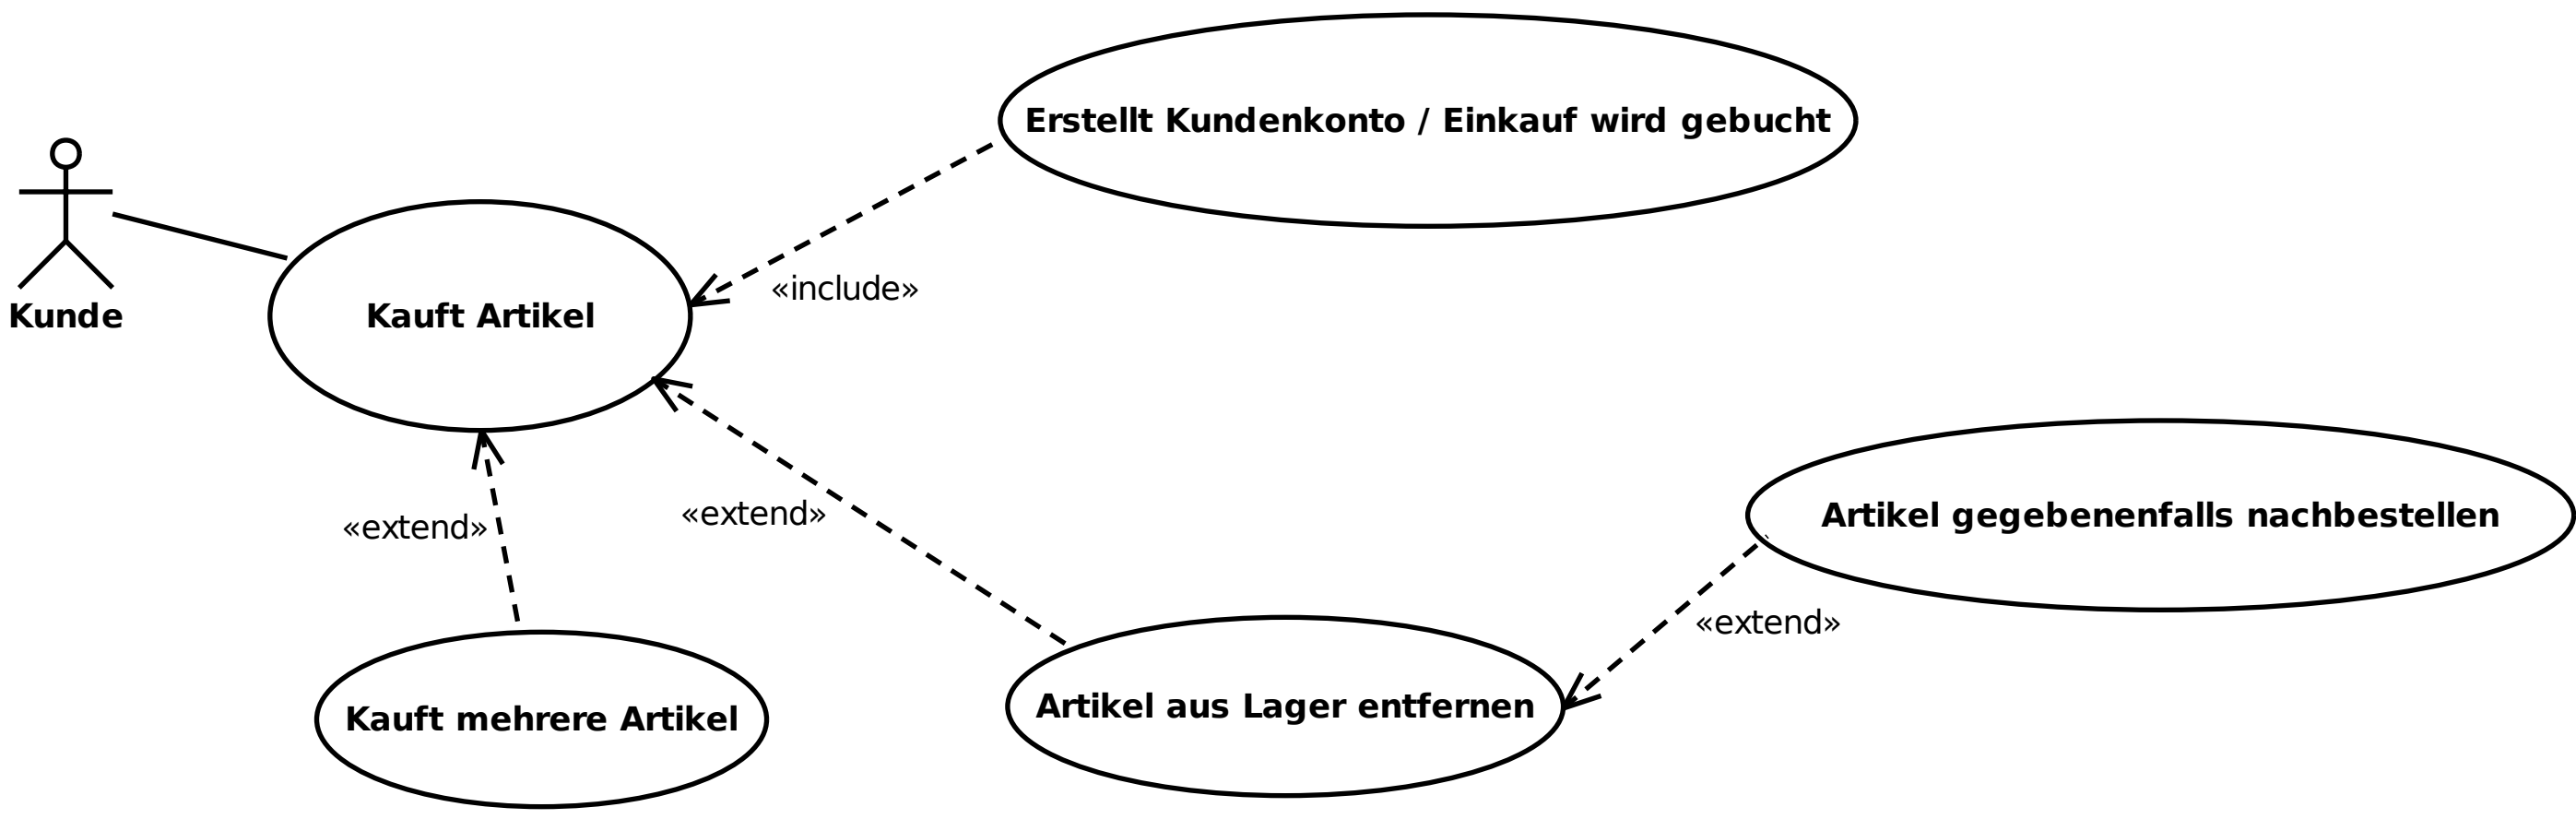 Erstellt Kundenkonto / Einkauf wird gebucht
«include»
Kunde
Kauft Artikel
«extend»
«extend»
Artikel gegebenenfalls nachbestellen
«extend»
Kauft mehrere Artikel
Artikel aus Lager entfernen